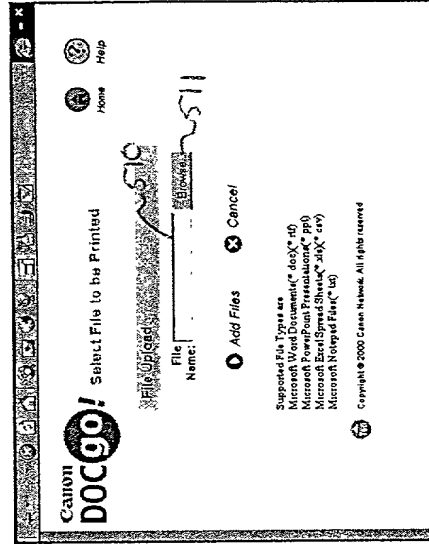 Canon
DOCgo! Select File to be Printed
Home
Help
File Upload
510
File
Name:
Browse...
511
Add Files
Cancel
Supported File Types are
Microsoft Word Documents(*.doc)(*.rtf)
Microsoft PowerPoint Presentations(*.ppt)
Microsoft Excel Spread Sheets(*.xls)(*.csv)
Microsoft Notepad Files(*.txt)
Copyright © 2000 Canon Network. All rights reserved